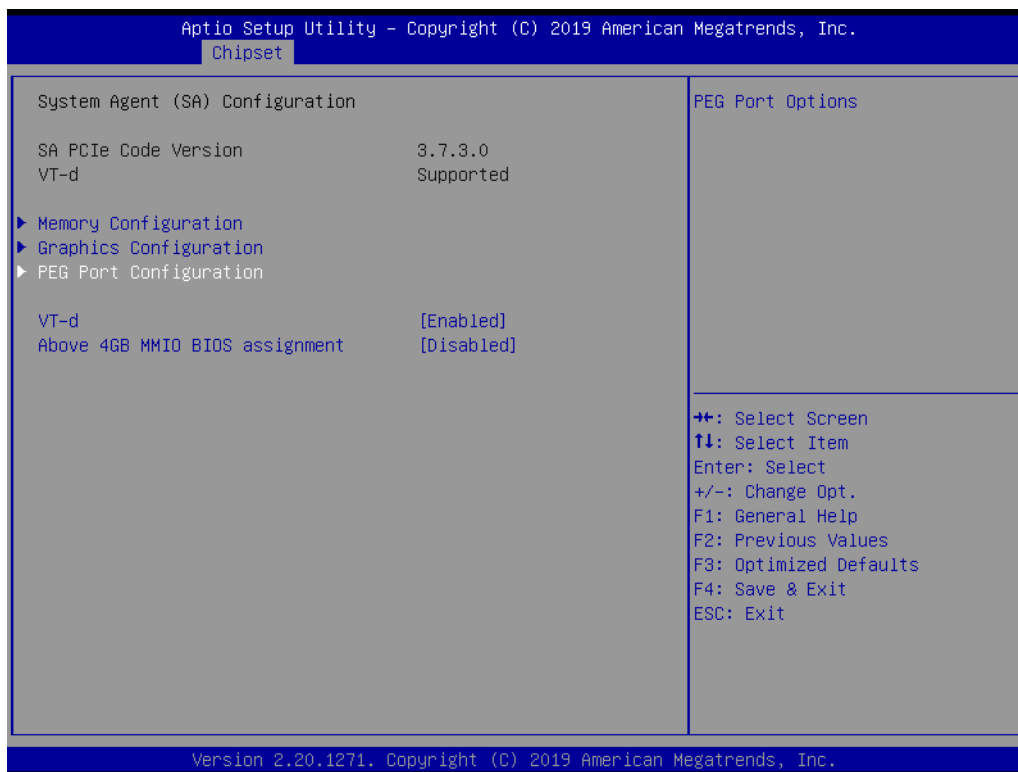 Aptio Setup Utility – Copyright (C) 2019 American Megatrends, Inc.
Chipset
System Agent (SA) Configuration
SA PCIe Code Version 3.7.3.0
VT-d Supported
Memory Configuration
Graphics Configuration
PEG Port Configuration
VT-d [Enabled]
Above 4GB MMIO BIOS assignment [Disabled]
PEG Port Options
→←: Select Screen
↑↓: Select Item
Enter: Select
+/-: Change Opt.
F1: General Help
F2: Previous Values
F3: Optimized Defaults
F4: Save & Exit
ESC: Exit
Version 2.20.1271. Copyright (C) 2019 American Megatrends, Inc.